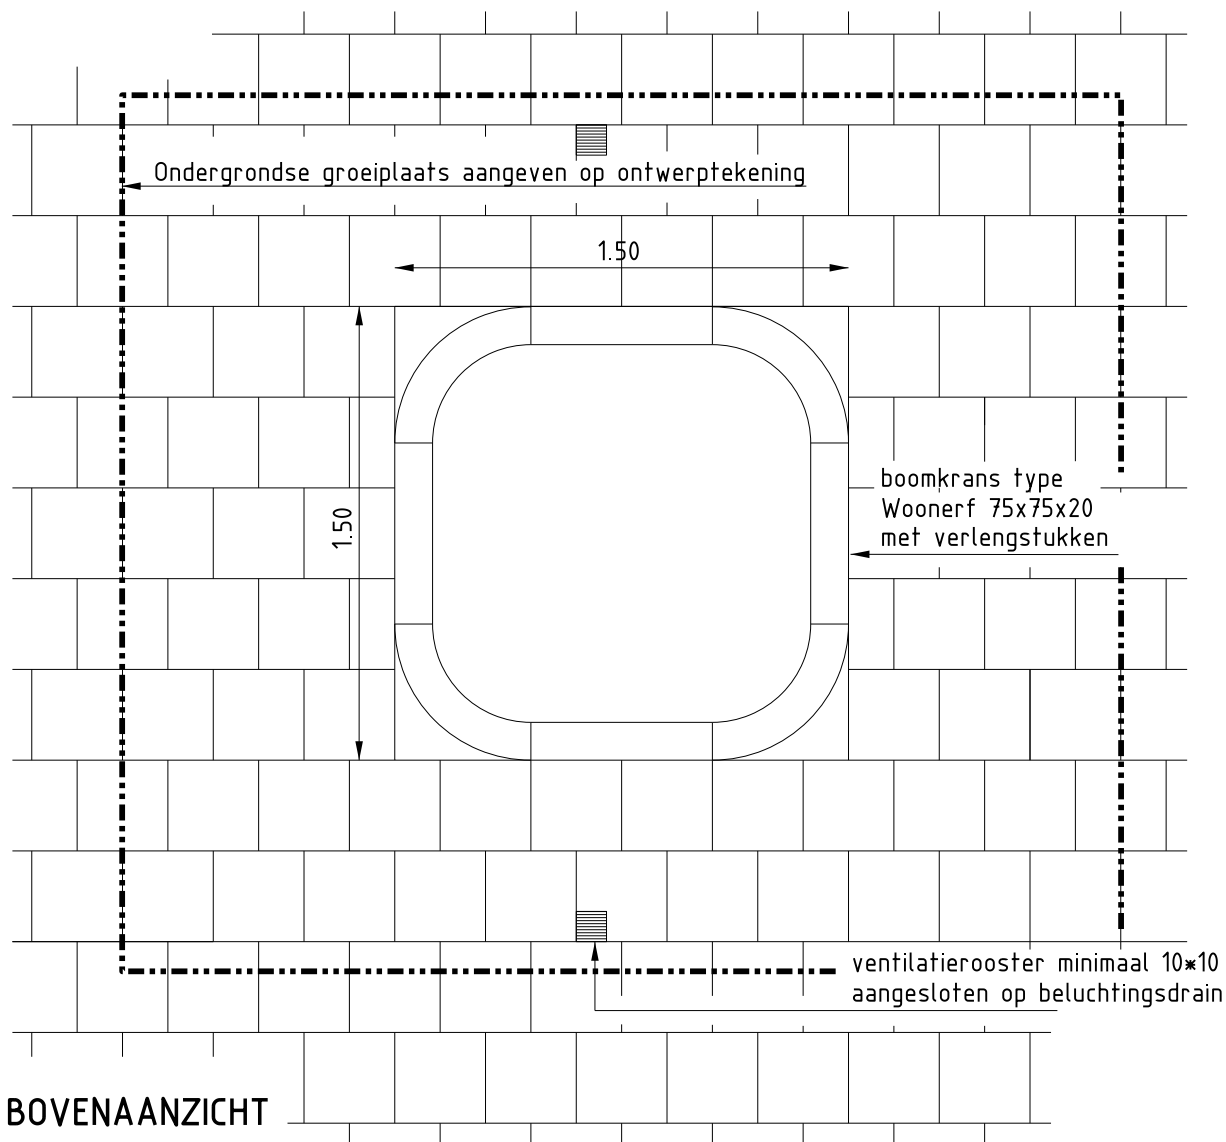 Ondergrondse groeiplaats aangeven op ontwerptekening
1.50
1.50
boomkrans type
Woonerf 75x75x20
met verlengstukken
ventilatierooster minimaal 10*10
aangesloten op beluchtingsdrain
BOVENAANZICHT